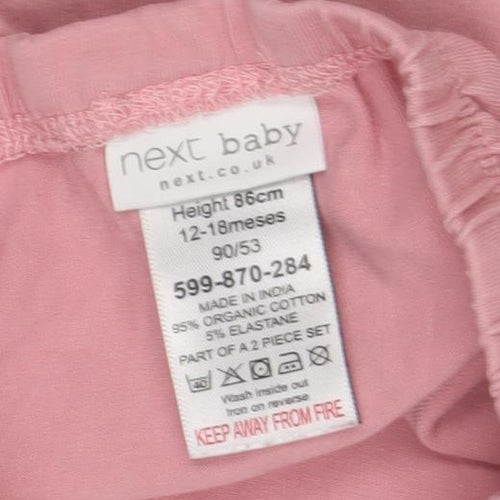 next baby
next.co.uk
Height 86cm
12-18meses
90/53
599-870-284
MADE IN INDIA
95% ORGANIC COTTON
5% ELASTANE
PART OF A 2 PIECE SET
40
Wash inside out
Iron on reverse
KEEP AWAY FROM FIRE